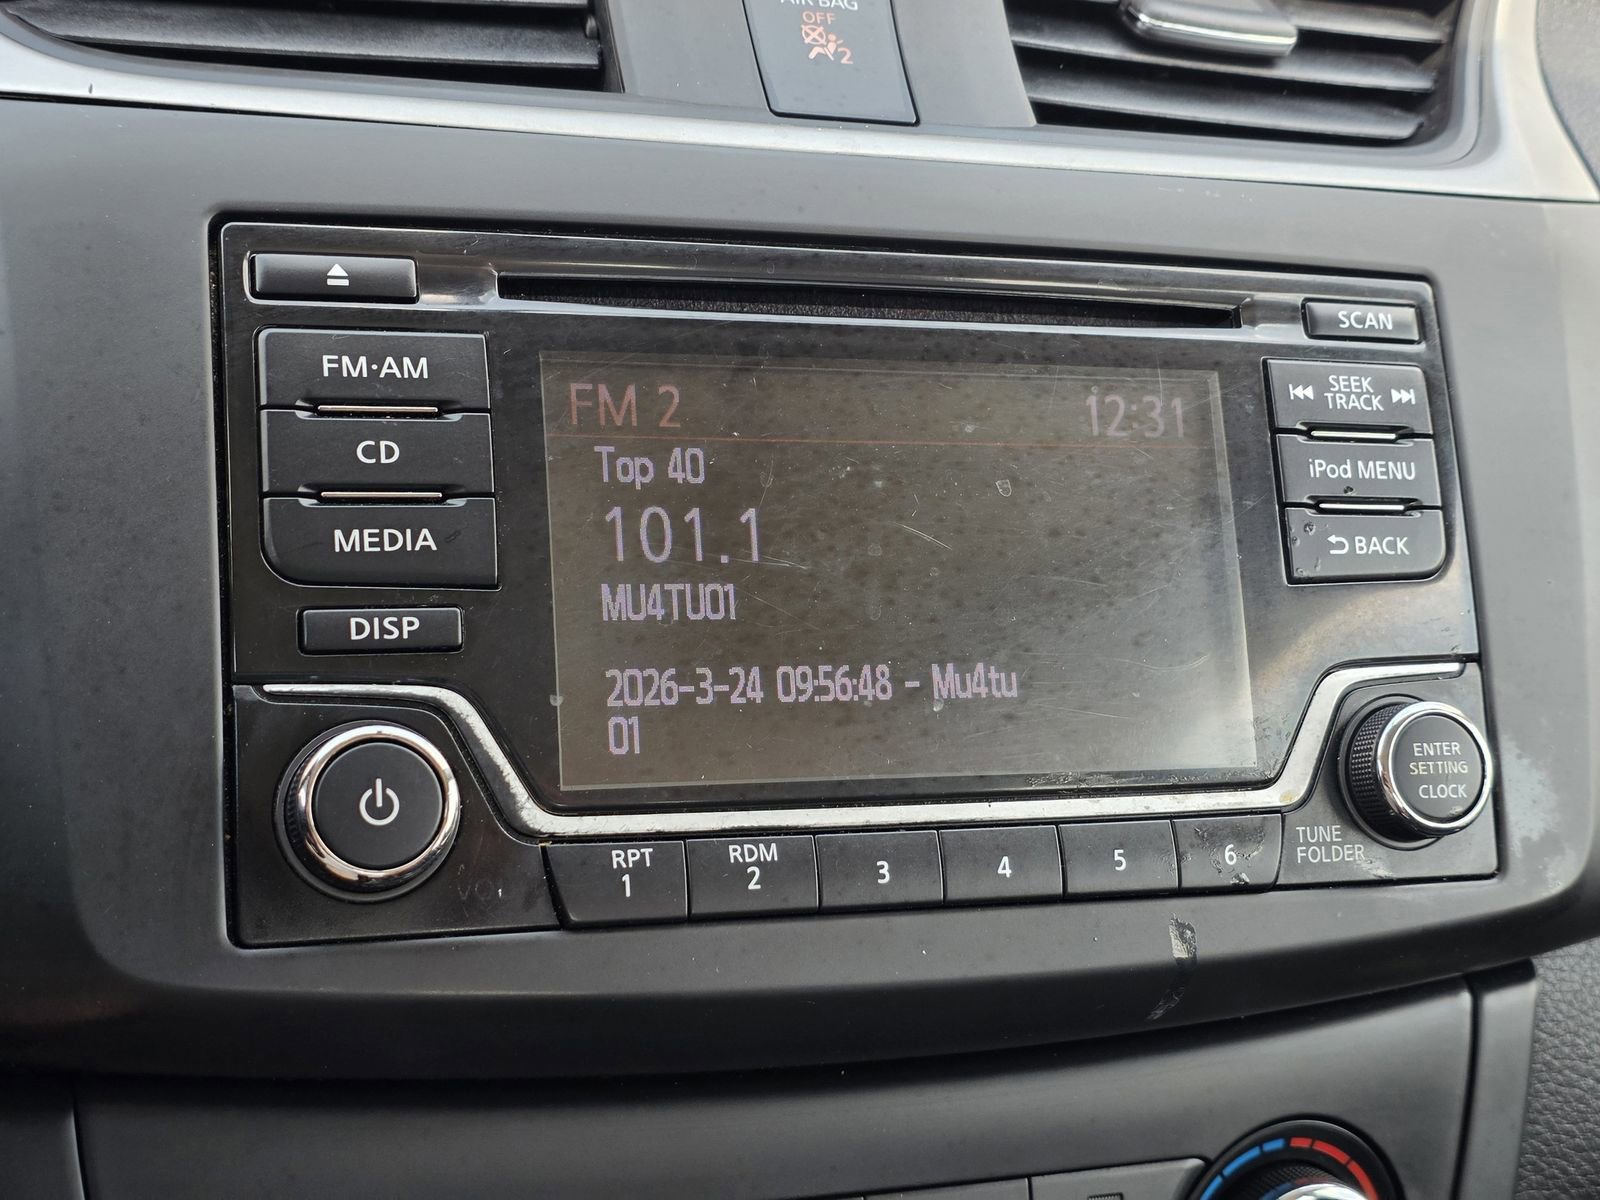 AIR BAG
OFF
2
SCAN
FM·AM
CD
MEDIA
DISP
FM 2 12:31
Top 40
101.1
MU4TU01
2026-3-24 09:56:48 - Mu4tu
01
SEEK
TRACK
iPod MENU
BACK
ENTER
SETTING
CLOCK
TUNE
FOLDER
VOL
RPT
1
RDM
2
3
4
5
6